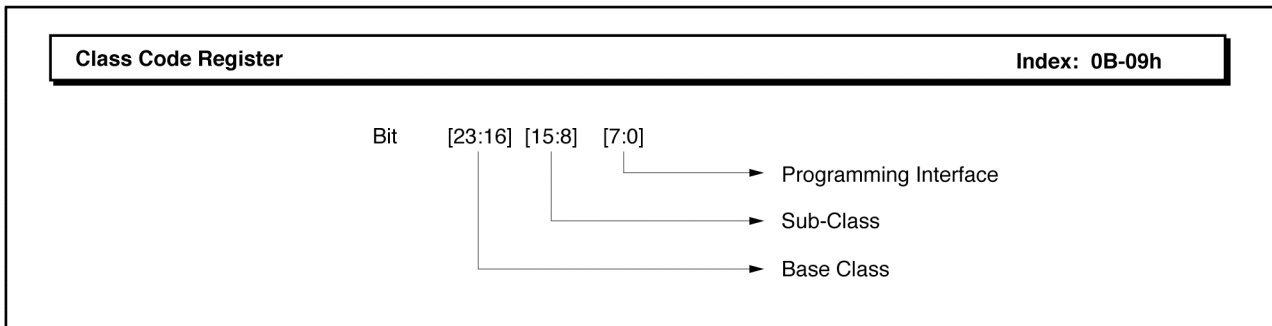 Class Code Register Index: 0B-09h
Bit [23:16] [15:8] [7:0]
Programming Interface
Sub-Class
Base Class